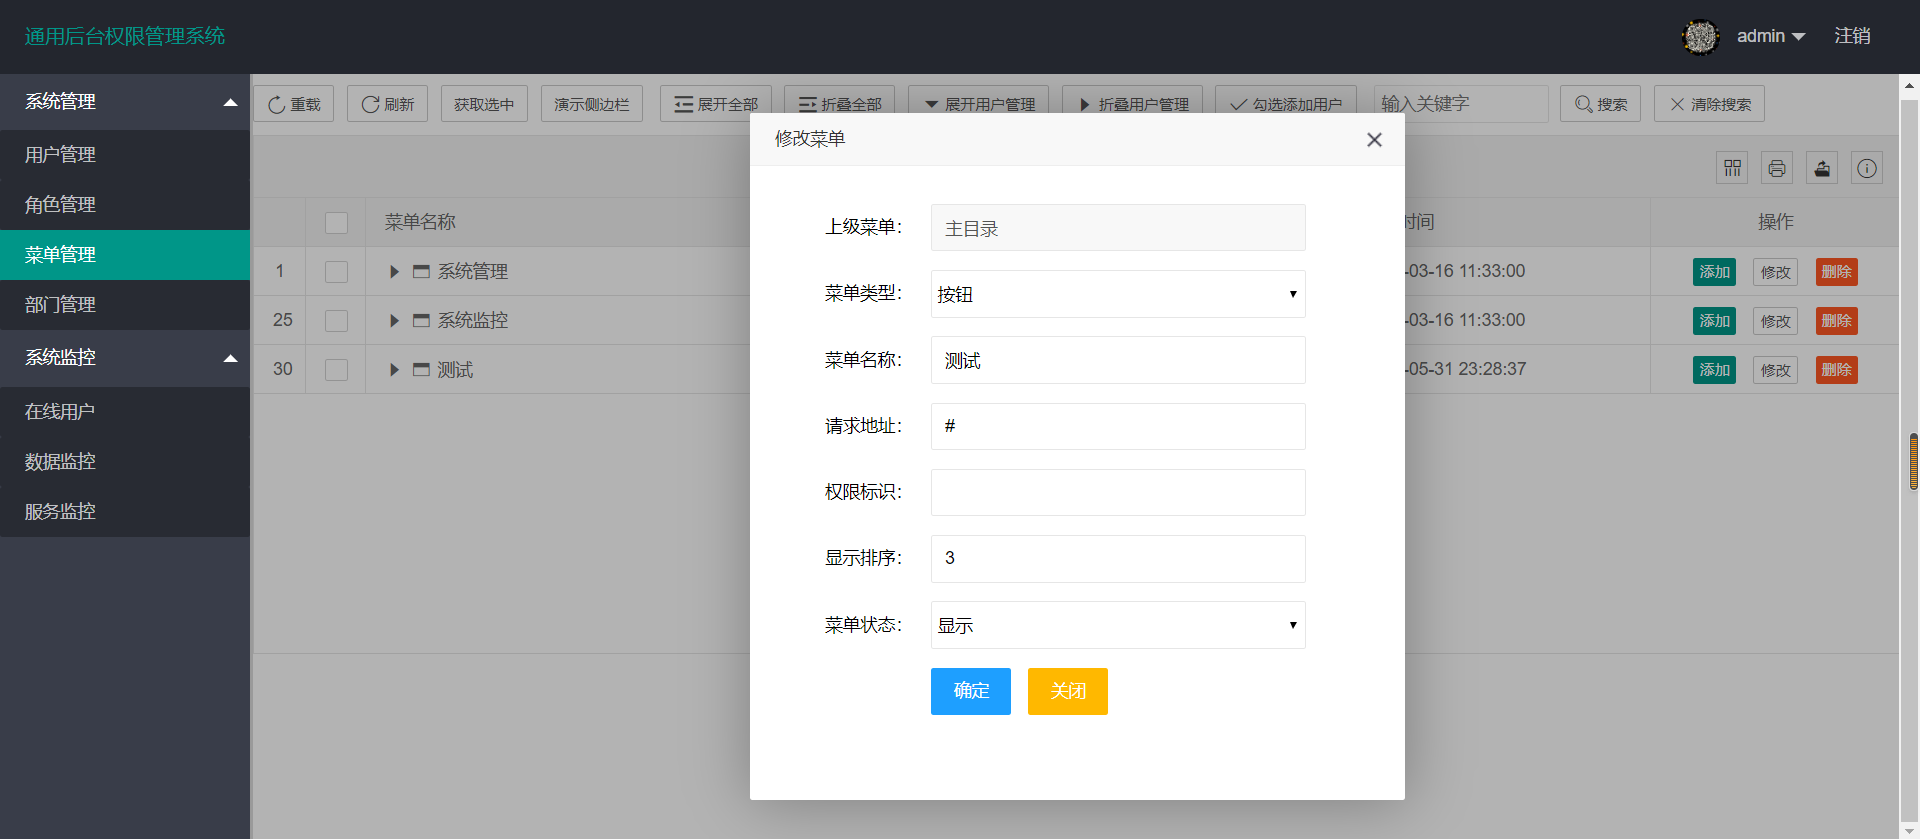 通用后台权限管理系统
admin
注销
系统管理
用户管理
角色管理
菜单管理
部门管理
系统监控
在线用户
数据监控
服务监控
重载
刷新
获取选中
演示侧边栏
展开全部
折叠全部
展开用户管理
折叠用户管理
勾选添加用户
输入关键字
搜索
清除搜索
菜单名称
时间
操作
1
系统管理
-03-16 11:33:00
添加
修改
删除
25
系统监控
-03-16 11:33:00
添加
修改
删除
30
测试
-05-31 23:28:37
添加
修改
删除
修改菜单
上级菜单：
主目录
菜单类型：
按钮
菜单名称：
测试
请求地址：
#
权限标识：
显示排序：
3
菜单状态：
显示
确定
关闭